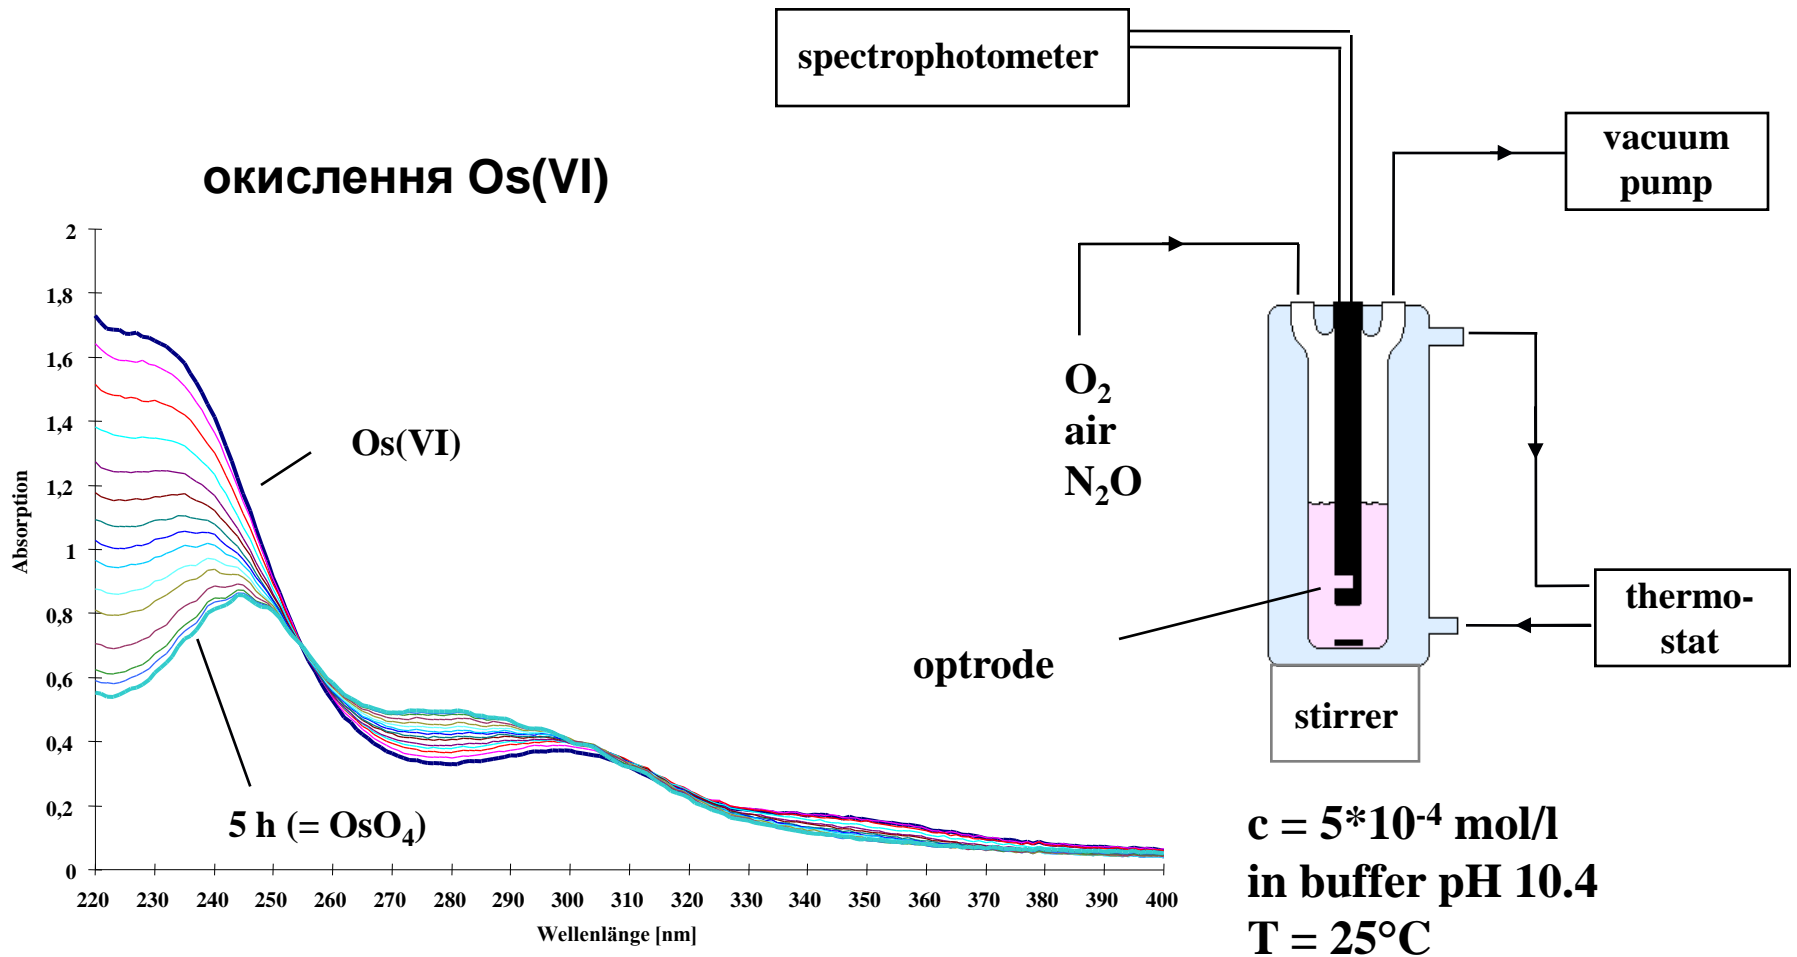 spectrophotometer
vacuum
pump
окислення Os(VI)
2
1,8
1,6
1,4
1,2
1
0,8
0,6
0,4
0,2
0
Absorption
Os(VI)
5 h (= OsO₄)
220 230 240 250 260 270 280 290 300 310 320 330 340 350 360 370 380 390 400
Wellenlänge [nm]
O₂
air
N₂O
optrode
thermo-
stat
stirrer
c = 5*10⁻⁴ mol/l
in buffer pH 10.4
T = 25°C